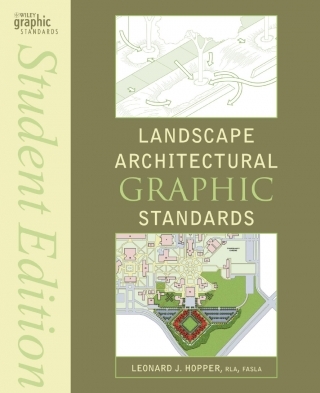 WILEY
graphic
STANDARDS
Student Edition
LANDSCAPE
ARCHITECTURAL
GRAPHIC
STANDARDS
LEONARD J. HOPPER, RLA, FASLA